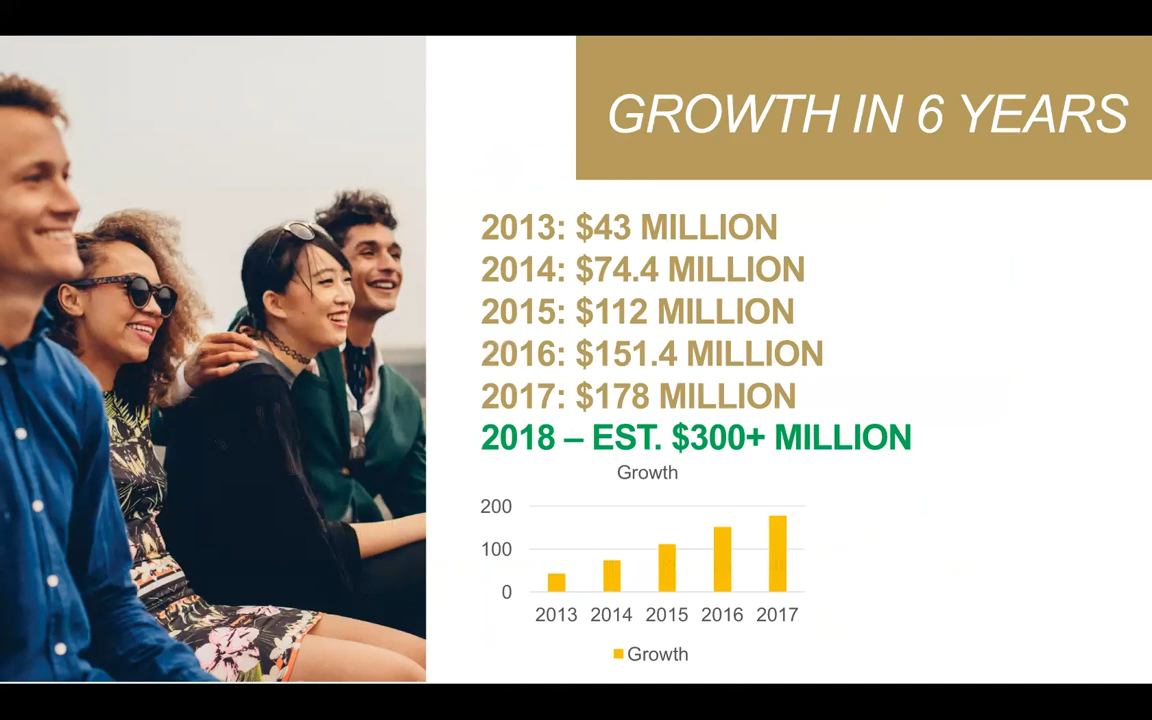 GROWTH IN 6 YEARS
2013: $43 MILLION
2014: $74.4 MILLION
2015: $112 MILLION
2016: $151.4 MILLION
2017: $178 MILLION
2018 – EST. $300+ MILLION
Growth
200
100
0
2013 2014 2015 2016 2017
Growth